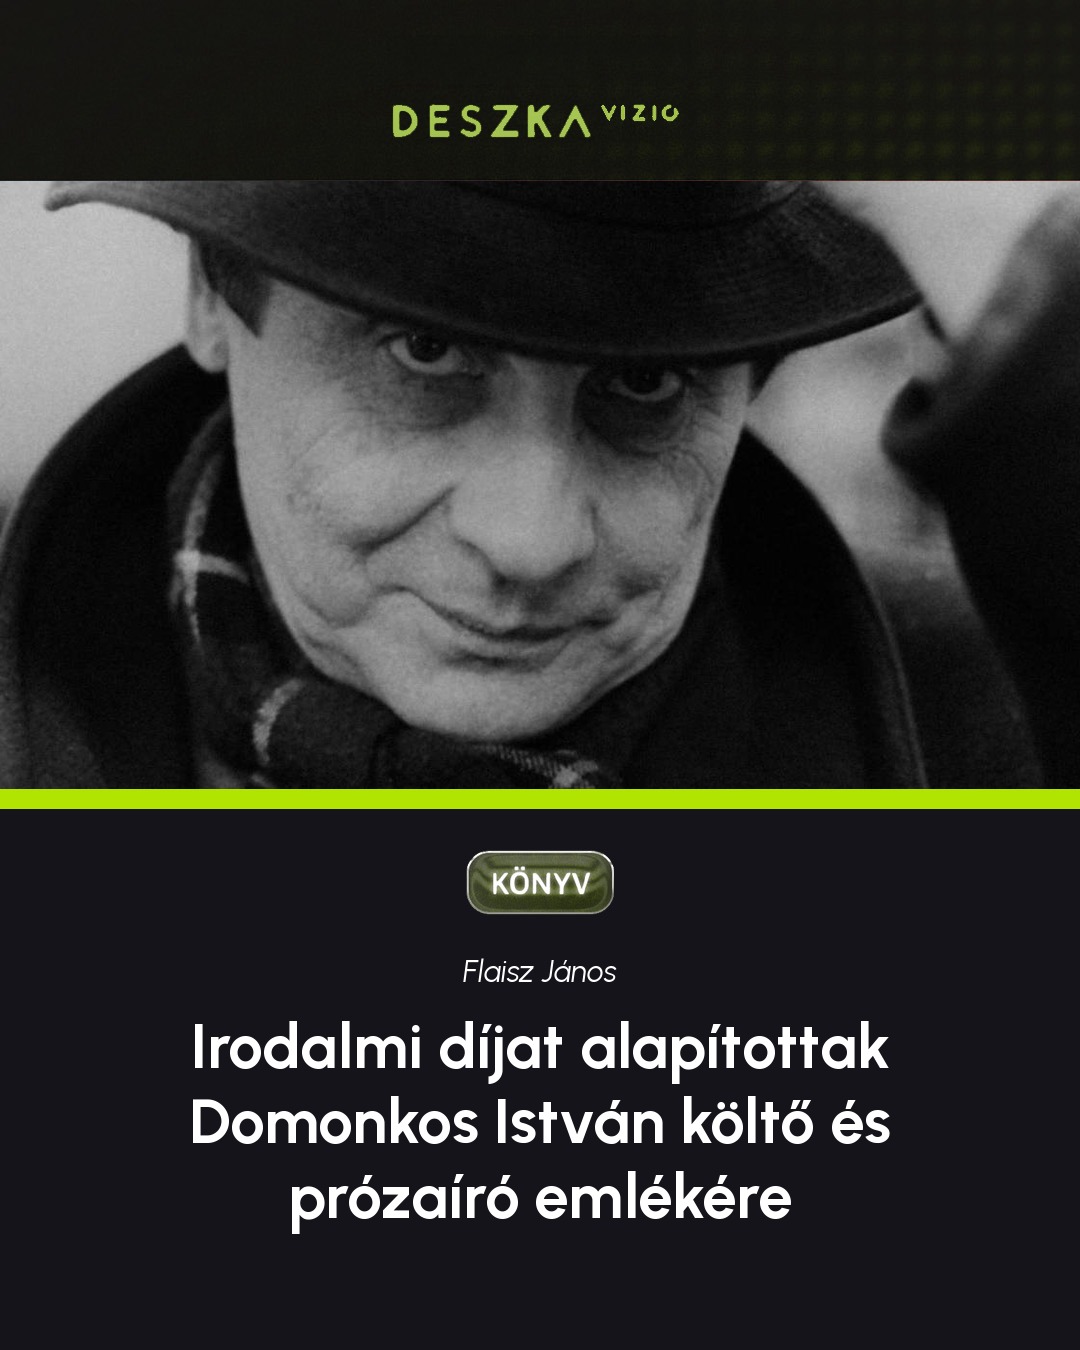 DESZKA VIZIO
KÖNYV
Flaisz János
Irodalmi díjat alapítottak
Domonkos István költő és
prózaíró emlékére